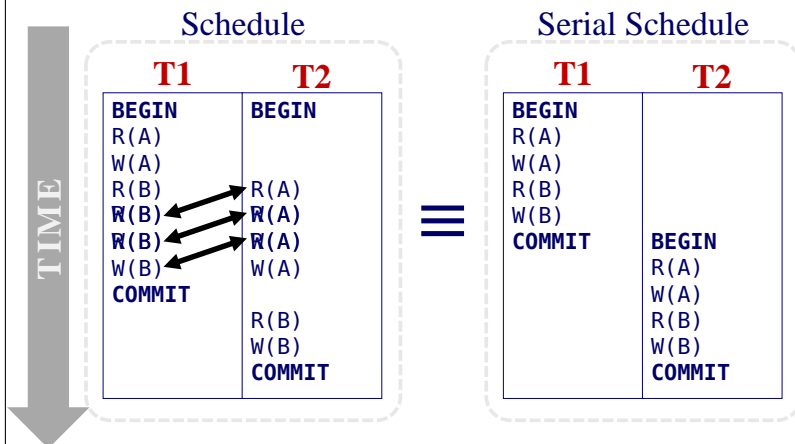 Schedule
T1
T2
BEGIN
R(A)
W(A)
R(B)
W(B)
COMMIT
BEGIN
R(A)
W(A)
R(B)
W(B)
COMMIT
≡
Serial Schedule
T1
T2
BEGIN
R(A)
W(A)
R(B)
W(B)
COMMIT
BEGIN
R(A)
W(A)
R(B)
W(B)
COMMIT
TIME